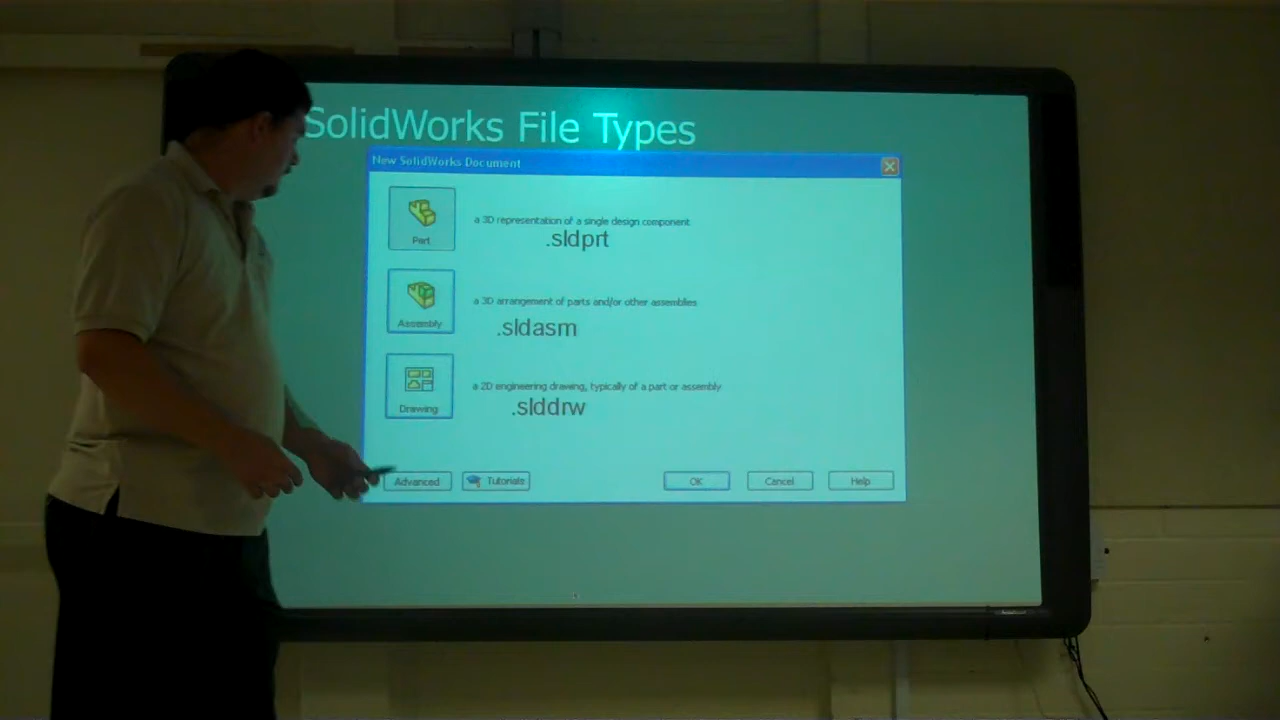 SolidWorks File Types
New SolidWorks Document
Part
a 3D representation of a single design component
.sldprt
Assembly
a 3D arrangement of parts and/or other assemblies
.sldasm
Drawing
a 2D engineering drawing, typically of a part or assembly
.slddrw
Advanced
Tutorials
OK
Cancel
Help